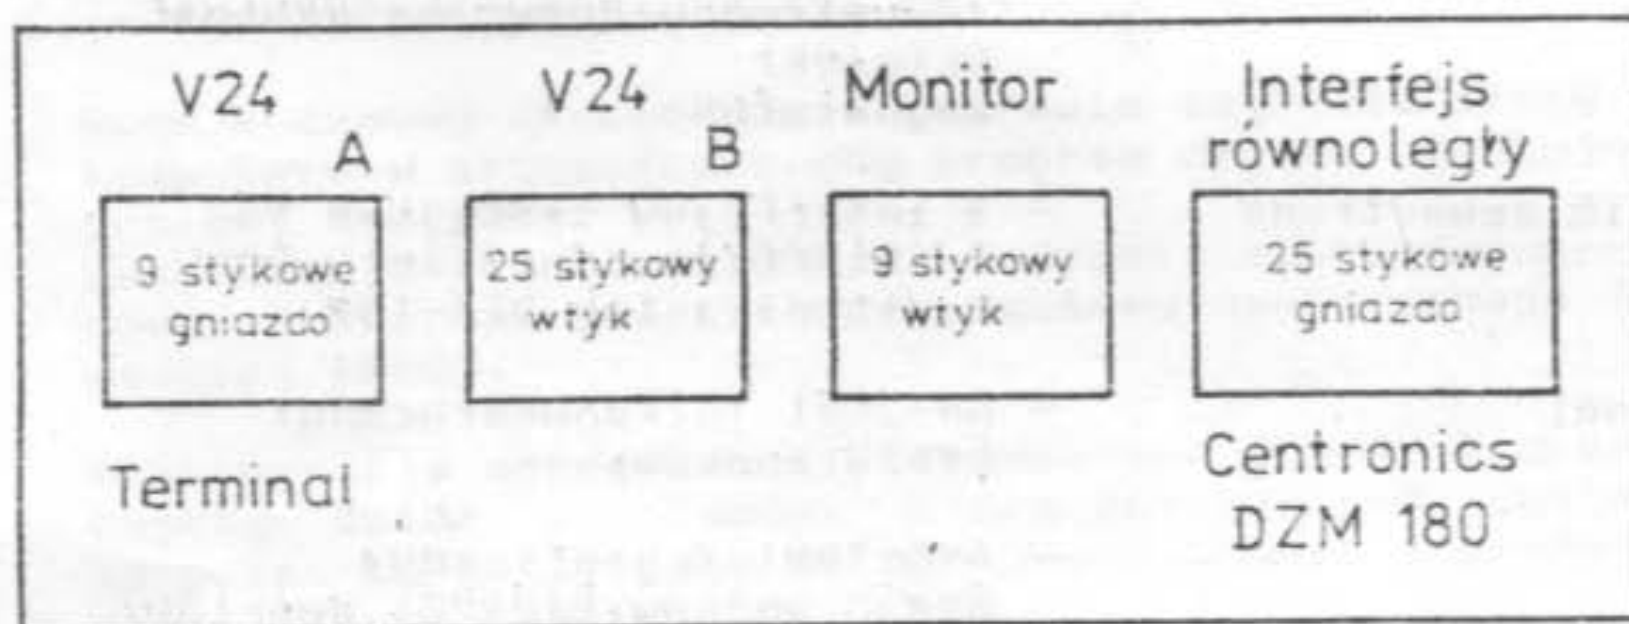 V24
A
9 stykowe
gniazdo
Terminal
V24
B
25 stykowy
wtyk
Monitor
9 stykowy
wtyk
Interfejs
równoległy
25 stykowe
gniazdo
Centronics
DZM 180